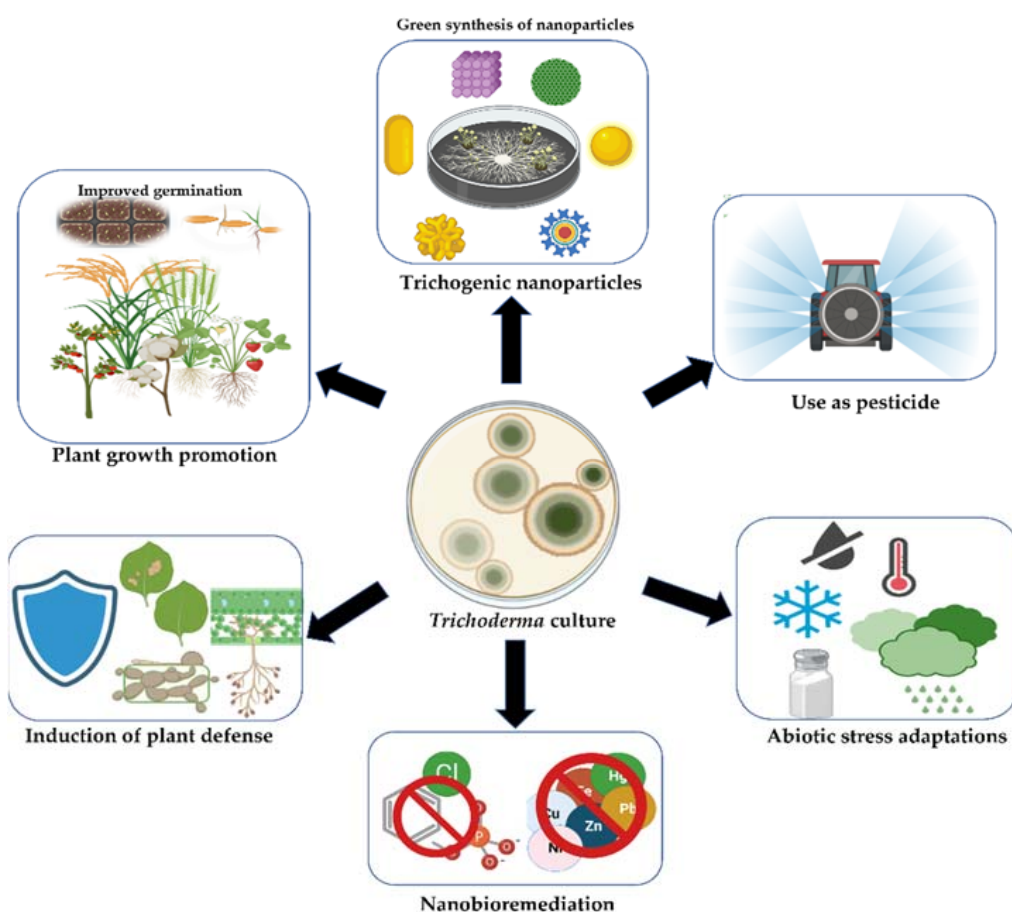 Green synthesis of nanoparticles
Trichogenic nanoparticles
Improved germination
Plant growth promotion
Use as pesticide
Trichoderma culture
Induction of plant defense
Abiotic stress adaptations
Cl
P
O
O⁻
O⁻
Hg
Cu
Pb
Zn
Nanobioremediation